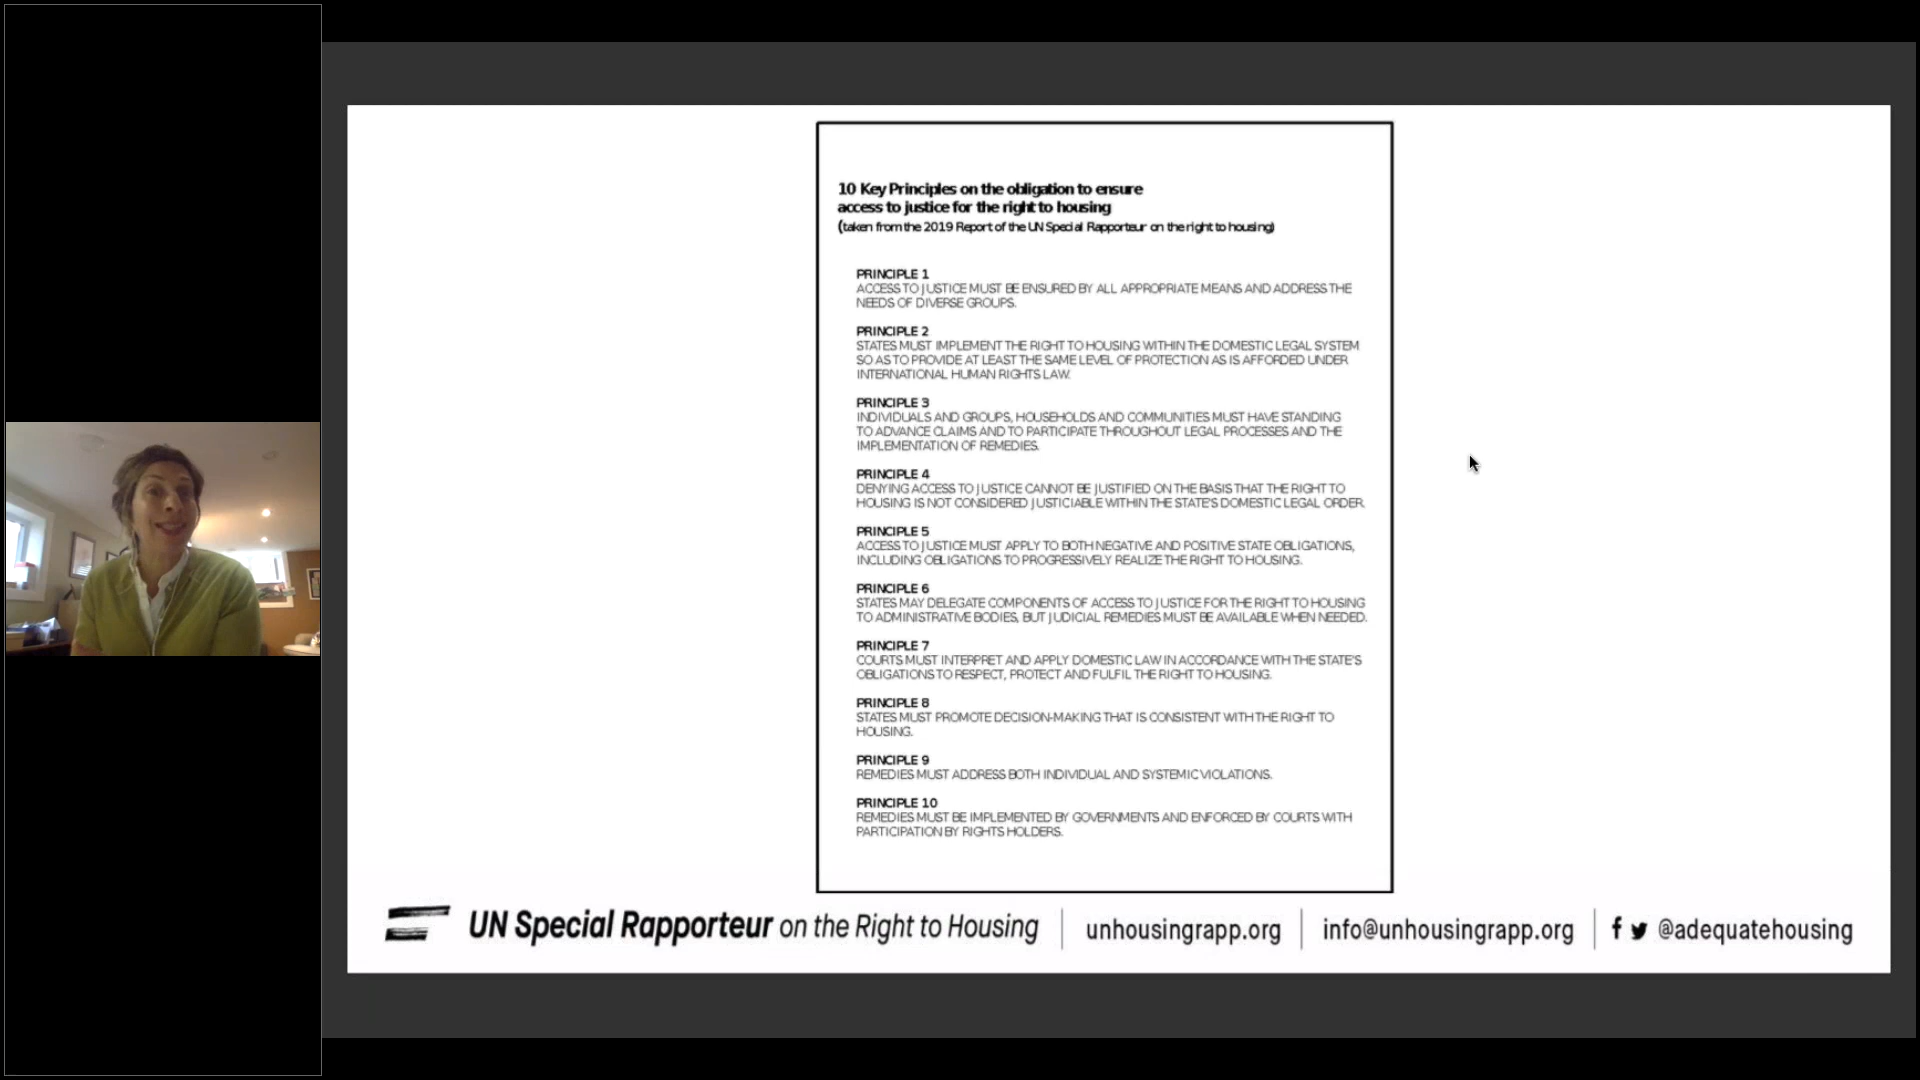 10 Key Principles on the obligation to ensure
access to justice for the right to housing
(taken from the 2019 Report of the UN Special Rapporteur on the right to housing)
PRINCIPLE 1
ACCESS TO JUSTICE MUST BE ENSURED BY ALL APPROPRIATE MEANS AND ADDRESS THE
NEEDS OF DIVERSE GROUPS.
PRINCIPLE 2
STATES MUST IMPLEMENT THE RIGHT TO HOUSING WITHIN THE DOMESTIC LEGAL SYSTEM
SO AS TO PROVIDE AT LEAST THE SAME LEVEL OF PROTECTION AS IS AFFORDED UNDER
INTERNATIONAL HUMAN RIGHTS LAW.
PRINCIPLE 3
INDIVIDUALS AND GROUPS, HOUSEHOLDS AND COMMUNITIES MUST HAVE STANDING
TO ADVANCE CLAIMS AND TO PARTICIPATE THROUGHOUT LEGAL PROCESSES AND THE
IMPLEMENTATION OF REMEDIES.
PRINCIPLE 4
DENYING ACCESS TO JUSTICE CANNOT BE JUSTIFIED ON THE BASIS THAT THE RIGHT TO
HOUSING IS NOT CONSIDERED JUSTICIABLE WITHIN THE STATE'S DOMESTIC LEGAL ORDER.
PRINCIPLE 5
ACCESS TO JUSTICE MUST APPLY TO BOTH NEGATIVE AND POSITIVE STATE OBLIGATIONS,
INCLUDING OBLIGATIONS TO PROGRESSIVELY REALIZE THE RIGHT TO HOUSING.
PRINCIPLE 6
STATES MAY DELEGATE COMPONENTS OF ACCESS TO JUSTICE FOR THE RIGHT TO HOUSING
TO ADMINISTRATIVE BODIES, BUT JUDICIAL REMEDIES MUST BE AVAILABLE WHEN NEEDED.
PRINCIPLE 7
COURTS MUST INTERPRET AND APPLY DOMESTIC LAW IN ACCORDANCE WITH THE STATE'S
OBLIGATIONS TO RESPECT, PROTECT AND FULFIL THE RIGHT TO HOUSING.
PRINCIPLE 8
STATES MUST PROMOTE DECISION-MAKING THAT IS CONSISTENT WITH THE RIGHT TO
HOUSING.
PRINCIPLE 9
REMEDIES MUST ADDRESS BOTH INDIVIDUAL AND SYSTEMIC VIOLATIONS.
PRINCIPLE 10
REMEDIES MUST BE IMPLEMENTED BY GOVERNMENTS AND ENFORCED BY COURTS WITH
PARTICIPATION BY RIGHTS HOLDERS.
UN Special Rapporteur on the Right to Housing | unhousingrapp.org | info@unhousingrapp.org | @adequatehousing